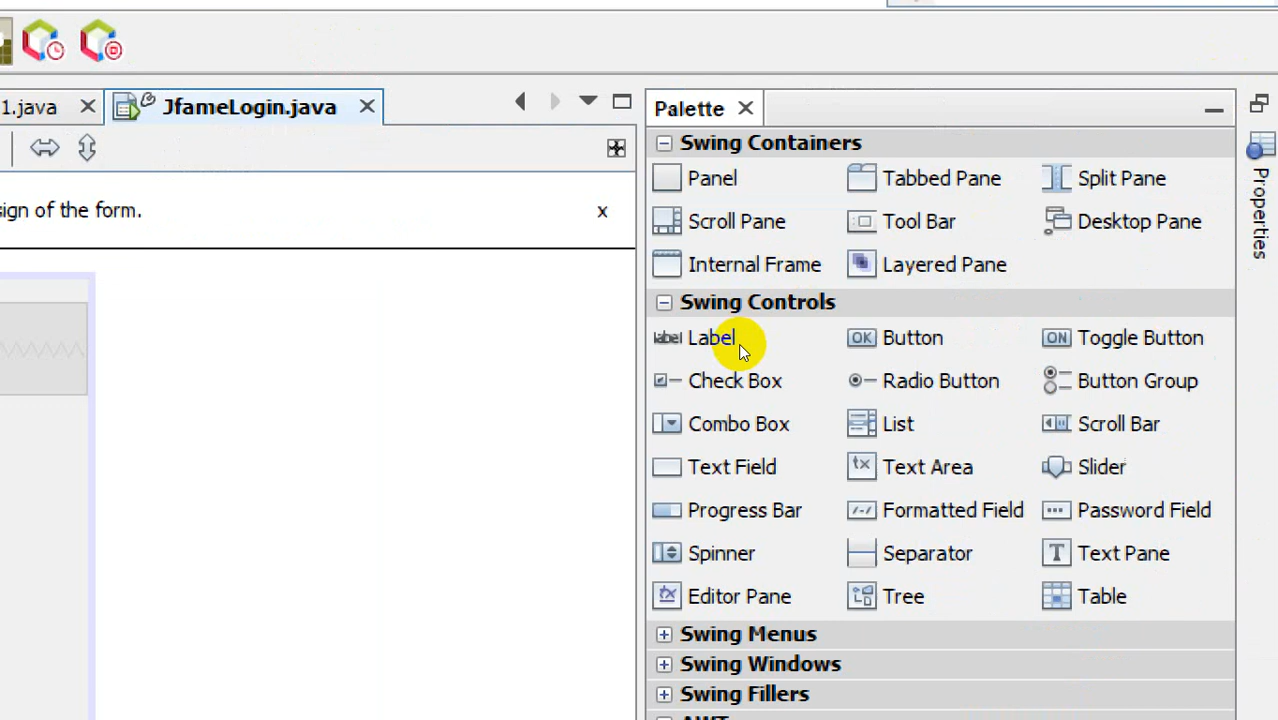 1.java
JfameLogin.java
Palette
sign of the form.
x
Properties
Swing Containers
Panel
Tabbed Pane
Split Pane
Scroll Pane
Tool Bar
Desktop Pane
Internal Frame
Layered Pane
Swing Controls
label Label
OK Button
ON Toggle Button
Check Box
Radio Button
Button Group
Combo Box
List
Scroll Bar
Text Field
Text Area
Slider
Progress Bar
Formatted Field
Password Field
Spinner
Separator
T Text Pane
Editor Pane
Tree
Table
Swing Menus
Swing Windows
Swing Fillers
AWT